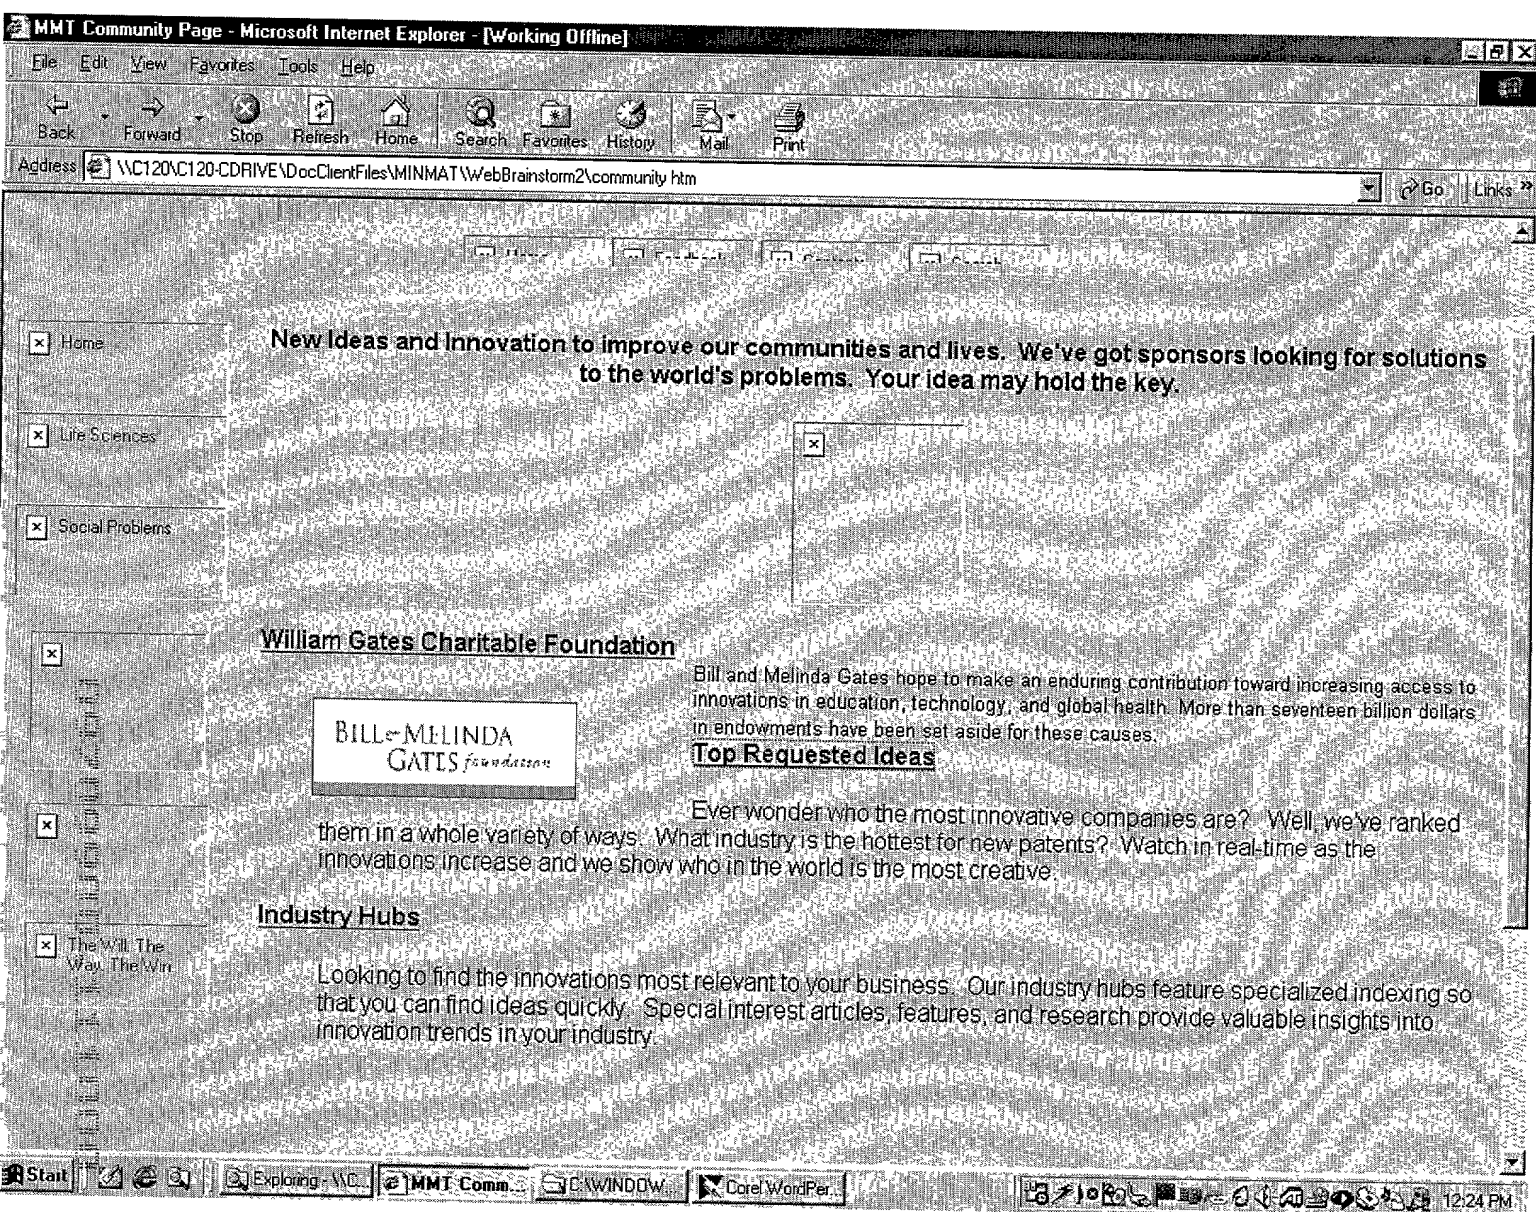 MMT Community Page - Microsoft Internet Explorer - [Working Offline]
File Edit View Favorites Tools Help
Back Forward Stop Refresh Home Search Favorites History Mail Print
Address \\C120\C120-CDRIVE\DocClientFiles\MINMAT\WebBrainstorm2\community htm Go Links »
Home Feedback Contents Search
Home
New Ideas and Innovation to improve our communities and lives. We've got sponsors looking for solutions
to the world's problems. Your idea may hold the key.
Life Sciences
Social Problems
William Gates Charitable Foundation
Bill and Melinda Gates hope to make an enduring contribution toward increasing access to
innovations in education, technology, and global health. More than seventeen billion dollars
in endowments have been set aside for these causes.
BILL & MELINDA
GATES foundation
Top Requested Ideas
Ever wonder who the most innovative companies are? Well, we've ranked
them in a whole variety of ways. What industry is the hottest for new patents? Watch in real-time as the
innovations increase and we show who in the world is the most creative.
Industry Hubs
The Will. The
Way. The Win
Looking to find the innovations most relevant to your business. Our industry hubs feature specialized indexing so
that you can find ideas quickly. Special interest articles, features, and research provide valuable insights into
innovation trends in your industry.
Start Exploring - \\C... MMT Comm... C:\WINDOW... Corel WordPer... 12:24 PM